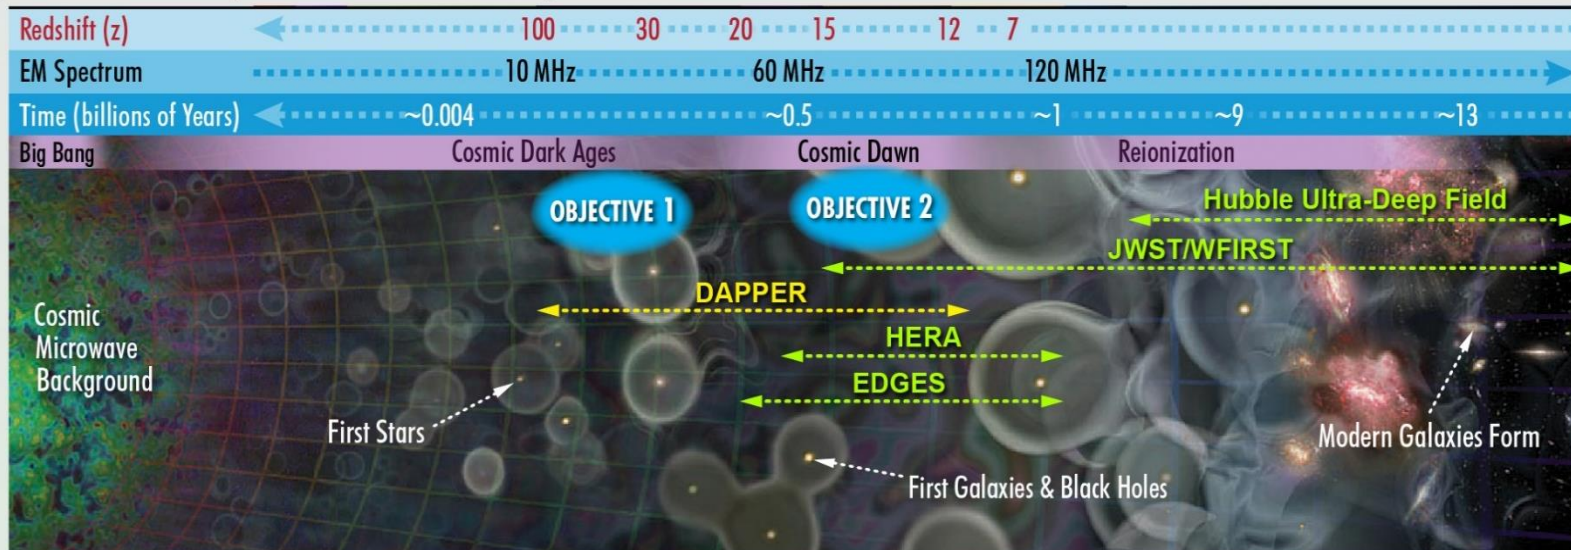 Redshift (z) 100 30 20 15 12 7
EM Spectrum 10 MHz 60 MHz 120 MHz
Time (billions of Years) ~0.004 ~0.5 ~1 ~9 ~13
Big Bang Cosmic Dark Ages Cosmic Dawn Reionization
OBJECTIVE 1 OBJECTIVE 2
Hubble Ultra-Deep Field
JWST/WFIRST
DAPPER
HERA
EDGES
Cosmic
Microwave
Background
First Stars
First Galaxies & Black Holes
Modern Galaxies Form